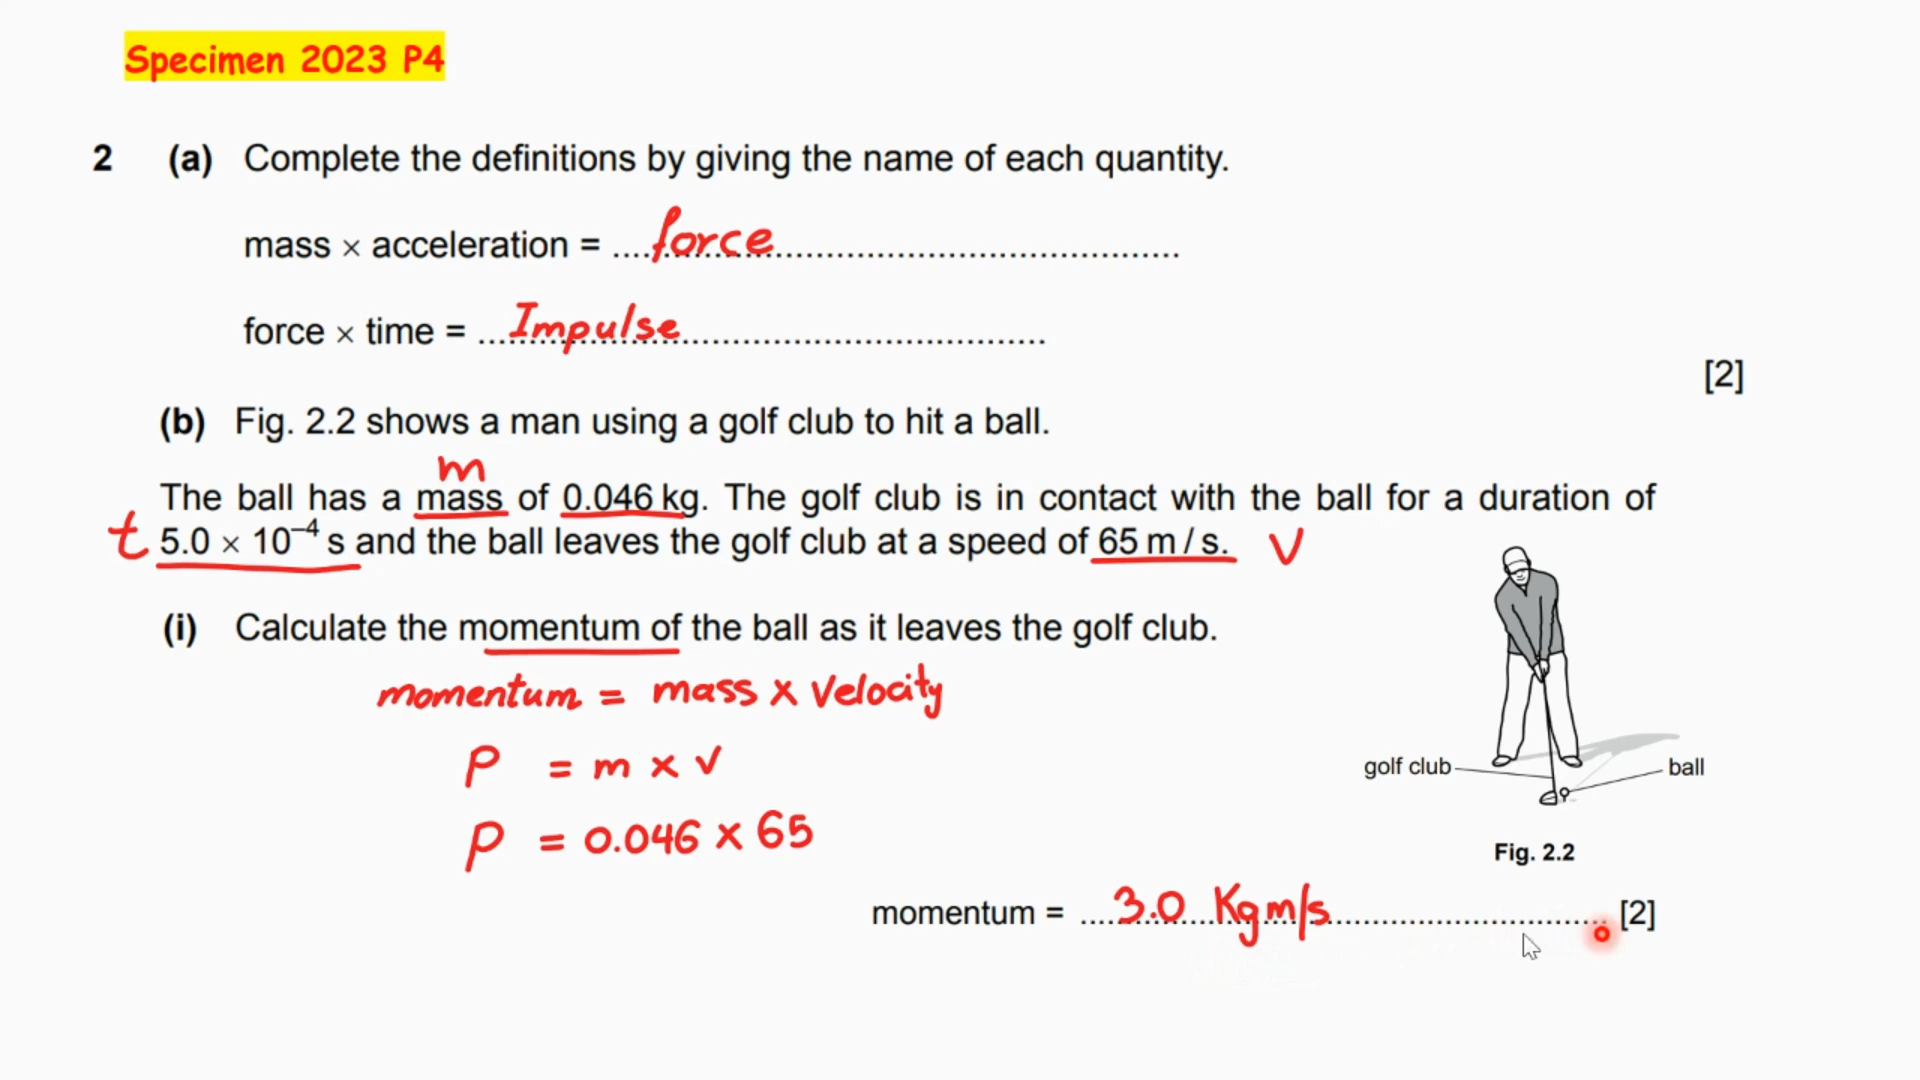 Specimen 2023 P4
2 (a) Complete the definitions by giving the name of each quantity.
mass × acceleration = ....force........................................
force × time = ...Impulse.....................................
[2]
(b) Fig. 2.2 shows a man using a golf club to hit a ball.
m
The ball has a mass of 0.046 kg. The golf club is in contact with the ball for a duration of
t 5.0 × 10⁻⁴ s and the ball leaves the golf club at a speed of 65 m / s. V
(i) Calculate the momentum of the ball as it leaves the golf club.
momentum = mass × Velocity
P = m × v
P = 0.046 × 65
golf club
ball
Fig. 2.2
momentum = ....3.0 Kg m/s........................... [2]